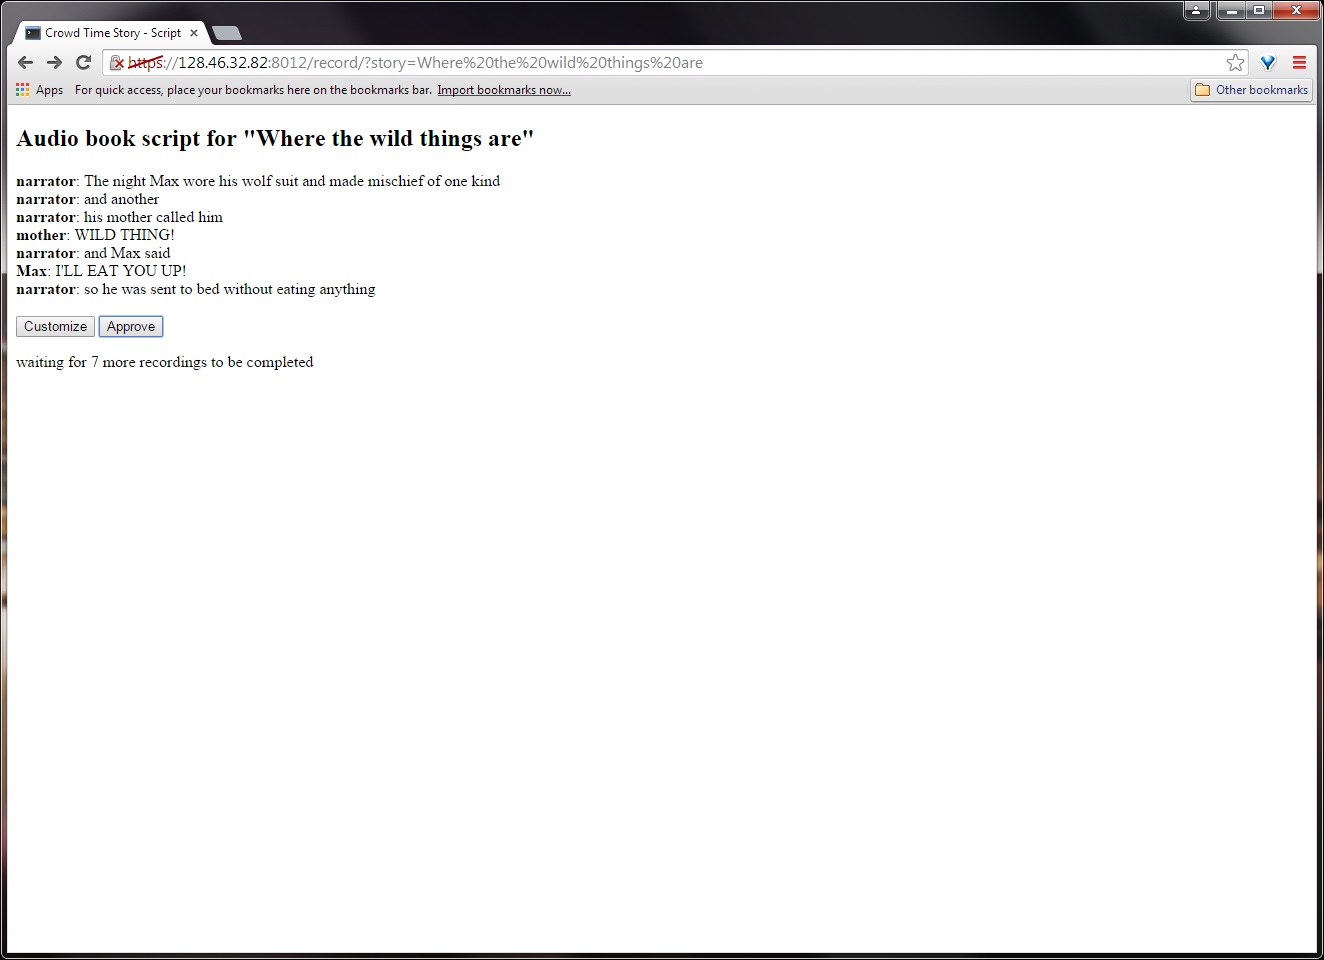 Crowd Time Story - Script
https://128.46.32.82:8012/record/?story=Where%20the%20wild%20things%20are
Apps For quick access, place your bookmarks here on the bookmarks bar. Import bookmarks now... Other bookmarks
Audio book script for "Where the wild things are"
narrator: The night Max wore his wolf suit and made mischief of one kind
narrator: and another
narrator: his mother called him
mother: WILD THING!
narrator: and Max said
Max: I'LL EAT YOU UP!
narrator: so he was sent to bed without eating anything
Customize Approve
waiting for 7 more recordings to be completed